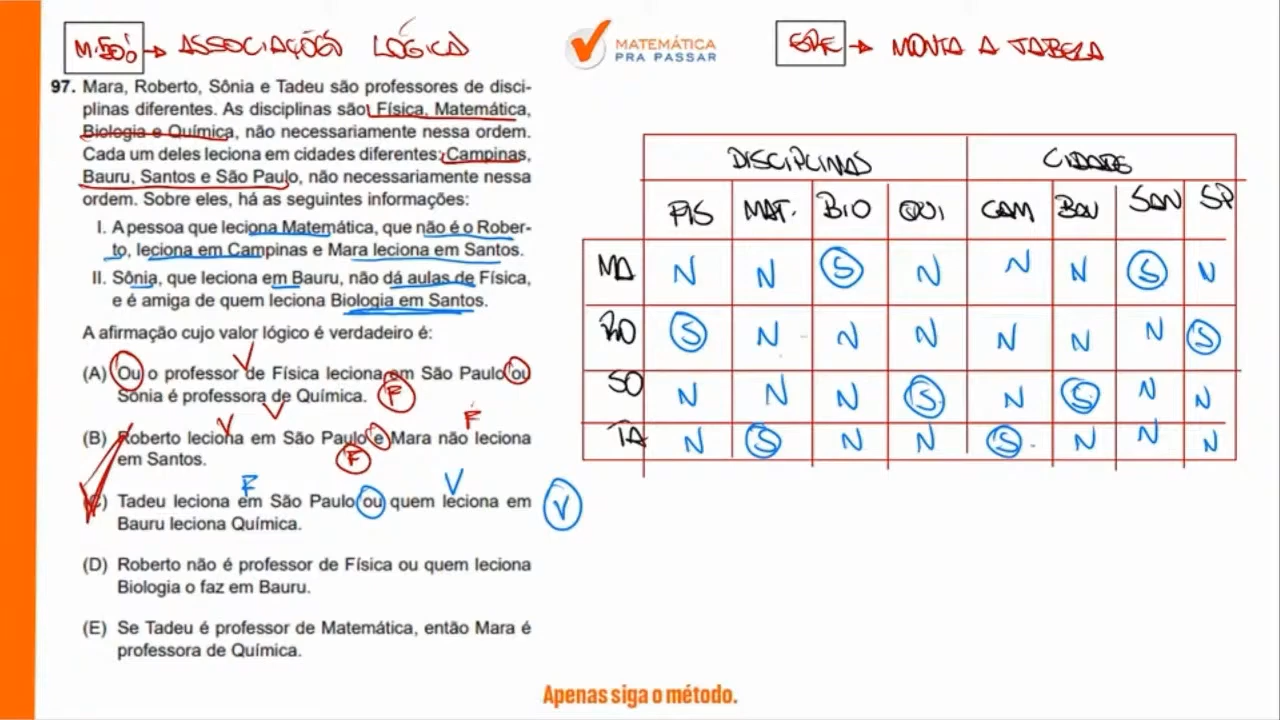 M.50! → ASSOCIAÇÕES LÓGICA
MATEMÁTICA
PRA PASSAR
→ MONTA A TABELA
97. Mara, Roberto, Sônia e Tadeu são professores de disci-
plinas diferentes. As disciplinas são Física, Matemática,
Biologia e Química, não necessariamente nessa ordem.
Cada um deles leciona em cidades diferentes: Campinas,
Bauru, Santos e São Paulo, não necessariamente nessa
ordem. Sobre eles, há as seguintes informações:
I. A pessoa que leciona Matemática, que não é o Rober-
to, leciona em Campinas e Mara leciona em Santos.
II. Sônia, que leciona em Bauru, não dá aulas de Física,
e é amiga de quem leciona Biologia em Santos.
A afirmação cujo valor lógico é verdadeiro é:
V
(A) Ou o professor de Física leciona em São Paulo ou
Sônia é professora de Química. F
V V F
(B) Roberto leciona em São Paulo e Mara não leciona
em Santos. F
F V
(C) Tadeu leciona em São Paulo ou quem leciona em V
Bauru leciona Química.
(D) Roberto não é professor de Física ou quem leciona
Biologia o faz em Bauru.
(E) Se Tadeu é professor de Matemática, então Mara é
professora de Química.
DISCIPLINAS CIDADE
FIS MAT. BIO QUI CAM BAU SAN SP
MA N N S N N N S N
RO S N N N N N N S
SO N N N S N S N N
TA N S N N S N N N
Apenas siga o método.